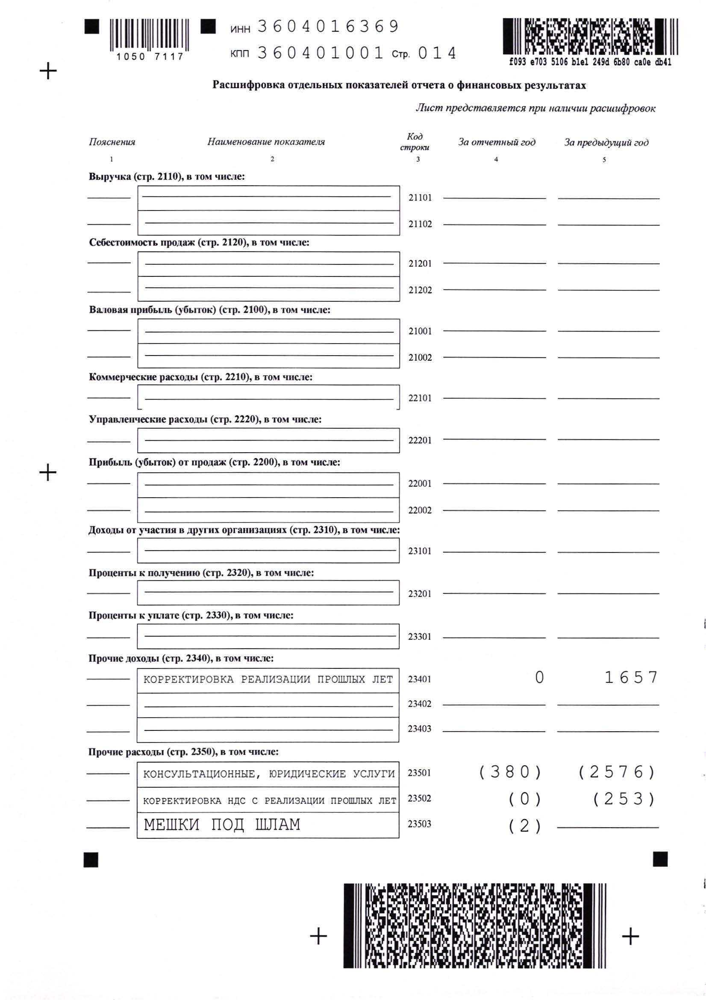 ИНН 3604016369
1050 7117
КПП 360401001 Стр. 014
f093 e703 5106 b1e1 249d 6b80 ca0e db41
Расшифровка отдельных показателей отчета о финансовых результатах
Лист представляется при наличии расшифровок
Пояснения Наименование показателя Код строки За отчетный год За предыдущий год
1 2 3 4 5
Выручка (стр. 2110), в том числе:
21101
21102
Себестоимость продаж (стр. 2120), в том числе:
21201
21202
Валовая прибыль (убыток) (стр. 2100), в том числе:
21001
21002
Коммерческие расходы (стр. 2210), в том числе:
22101
Управленческие расходы (стр. 2220), в том числе:
22201
Прибыль (убыток) от продаж (стр. 2200), в том числе:
22001
22002
Доходы от участия в других организациях (стр. 2310), в том числе:
23101
Проценты к получению (стр. 2320), в том числе:
23201
Проценты к уплате (стр. 2330), в том числе:
23301
Прочие доходы (стр. 2340), в том числе:
КОРРЕКТИРОВКА РЕАЛИЗАЦИИ ПРОШЛЫХ ЛЕТ 23401 0 1657
23402
23403
Прочие расходы (стр. 2350), в том числе:
КОНСУЛЬТАЦИОННЫЕ, ЮРИДИЧЕСКИЕ УСЛУГИ 23501 (380) (2576)
КОРРЕКТИРОВКА НДС С РЕАЛИЗАЦИИ ПРОШЛЫХ ЛЕТ 23502 (0) (253)
МЕШКИ ПОД ШЛАМ 23503 (2)